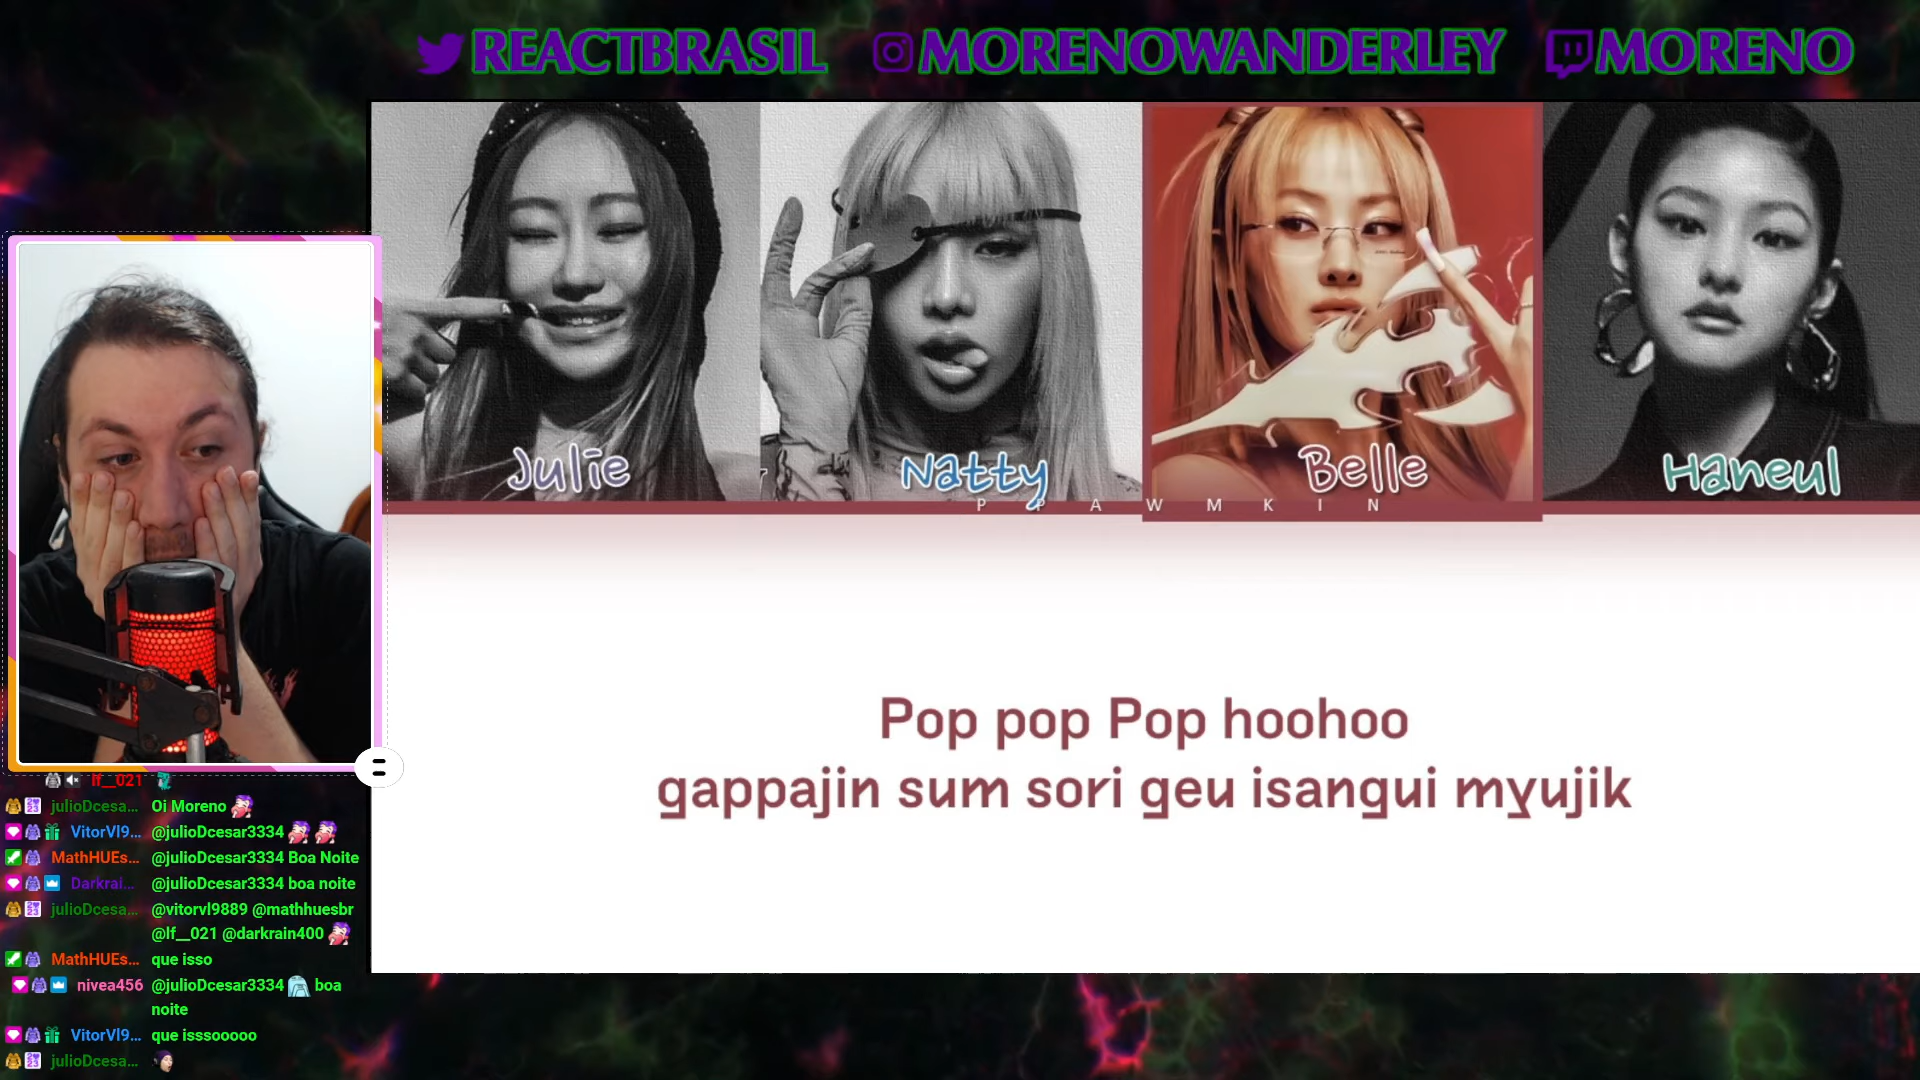 REACTBRASIL MORENOWANDERLEY MORENO
Julie Natty Belle Haneul
P P A W M K I N
Pop pop Pop hoohoo
gappajin sum sori geu isangui myujik
lf__021
julioDcesa... Oi Moreno
VitorVl9... @julioDcesar3334
MathHUEs... @julioDcesar3334 Boa Noite
Darkrai... @julioDcesar3334 boa noite
julioDcesa... @vitorvl9889 @mathhuesbr
@lf__021 @darkrain400
MathHUEs... que isso
nivea456 @julioDcesar3334 boa
noite
VitorVl9... que isssooooo
julioDcesa...